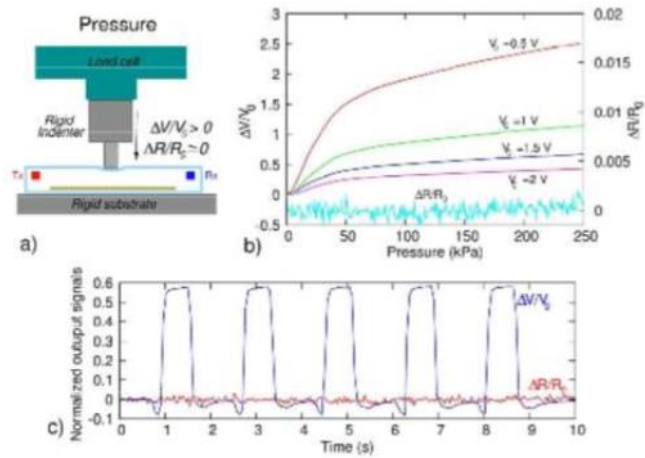 Pressure
Load cell
Rigid
Indenter
ΔV/V₀ > 0
ΔR/R₀ = 0
Tx
Rx
Rigid substrate
a)
3
2.5
2
1.5
1
0.5
0
-0.5
ΔV/V₀
V_t =0.5 V
V_t =1 V
V_t =1.5 V
V_t =2 V
ΔR/R₀
0.02
0.015
0.01
0.005
0
ΔR/R₀
0 50 100 150 200 250
Pressure (kPa)
b)
Normalized output signals
0.6
0.5
0.4
0.3
0.2
0.1
0
-0.1
ΔV/V₀
ΔR/R₀
0 1 2 3 4 5 6 7 8 9 10
Time (s)
c)